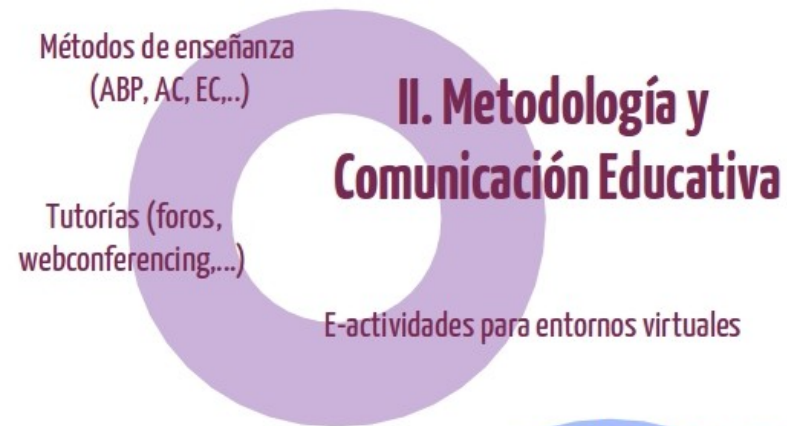 Métodos de enseñanza
(ABP, AC, EC,..)
II. Metodología y
Comunicación Educativa
Tutorías (foros,
webconferencing,...)
E-actividades para entornos virtuales